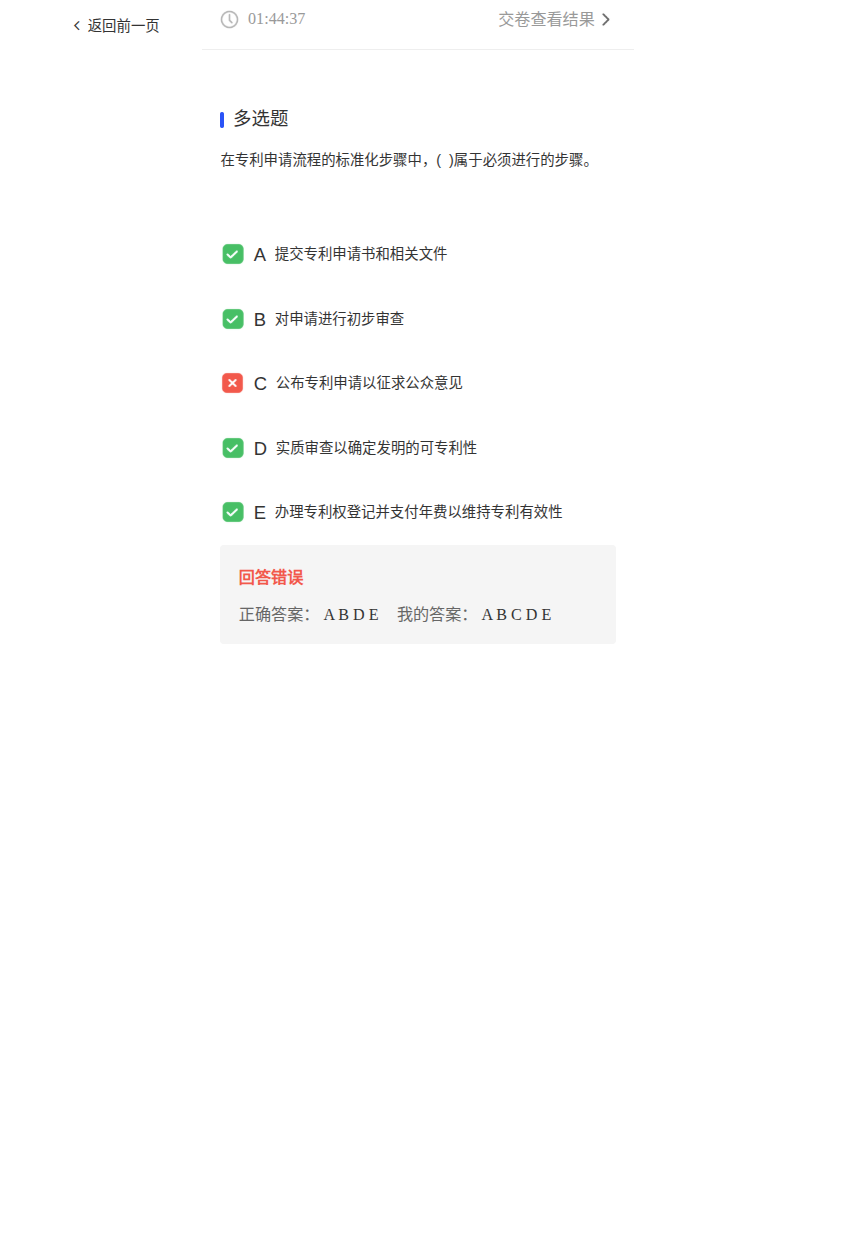 返回前一页
01:44:37 交卷查看结果
多选题
在专利申请流程的标准化步骤中，( )属于必须进行的步骤。
A 提交专利申请书和相关文件
B 对申请进行初步审查
C 公布专利申请以征求公众意见
D 实质审查以确定发明的可专利性
E 办理专利权登记并支付年费以维持专利有效性
回答错误
正确答案： A B D E 我的答案： A B C D E